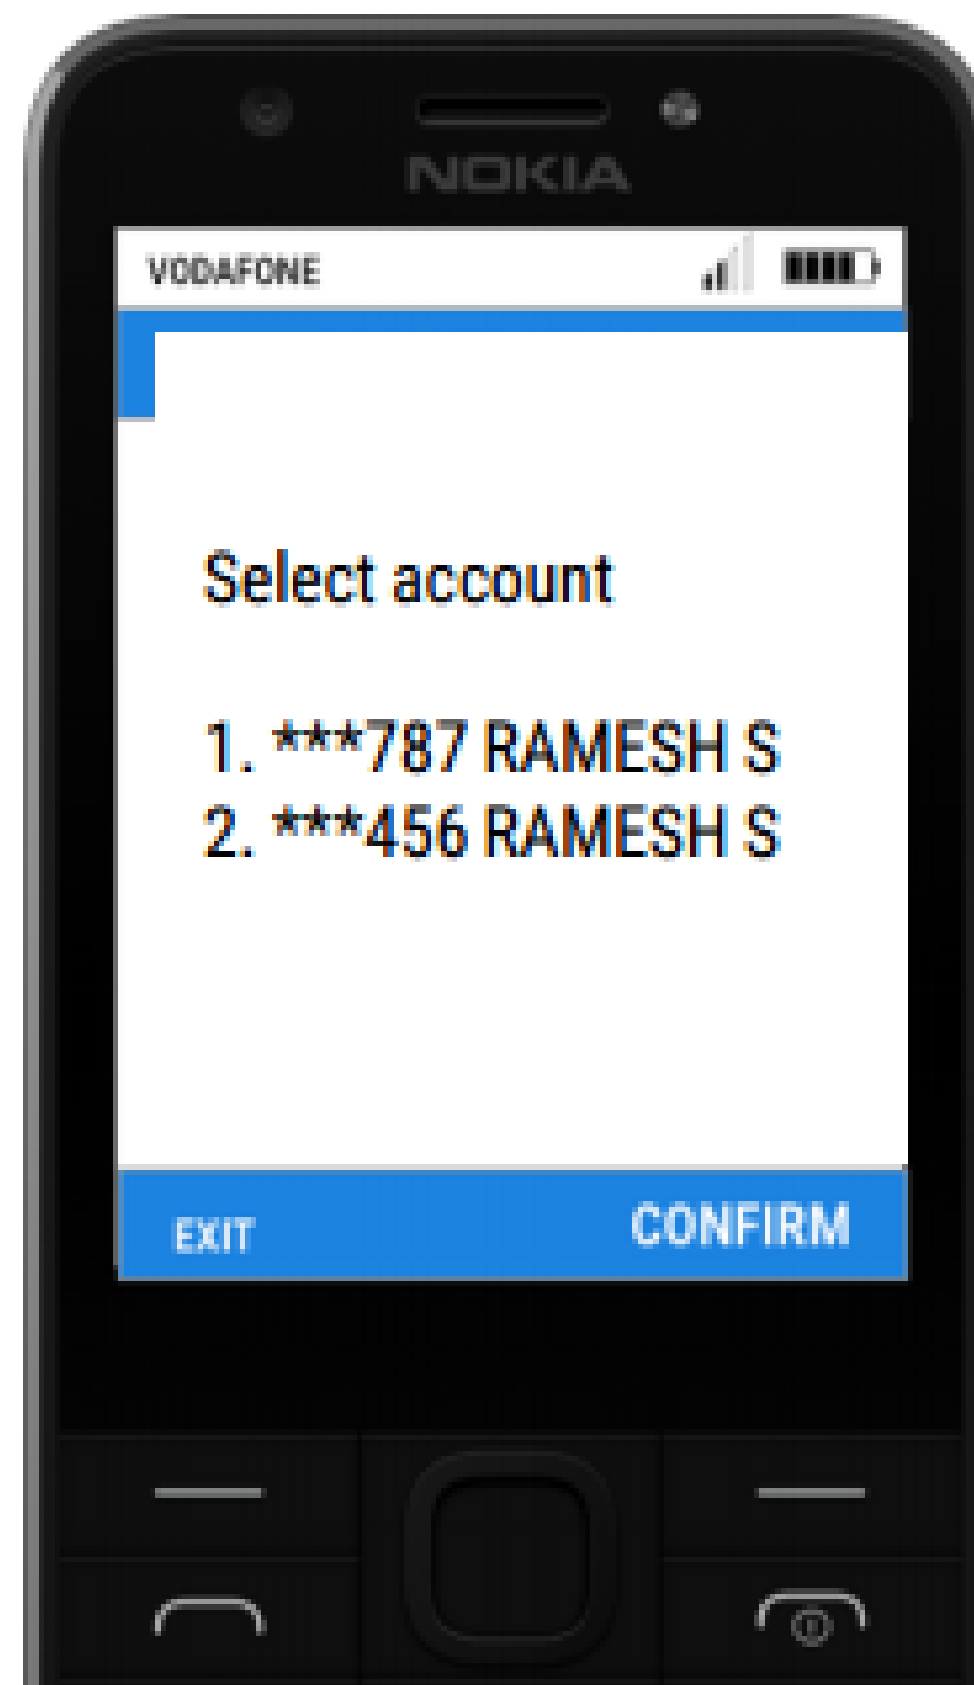 NOKIA
VODAFONE
Select account
1. ***787 RAMESH S
2. ***456 RAMESH S
EXIT CONFIRM